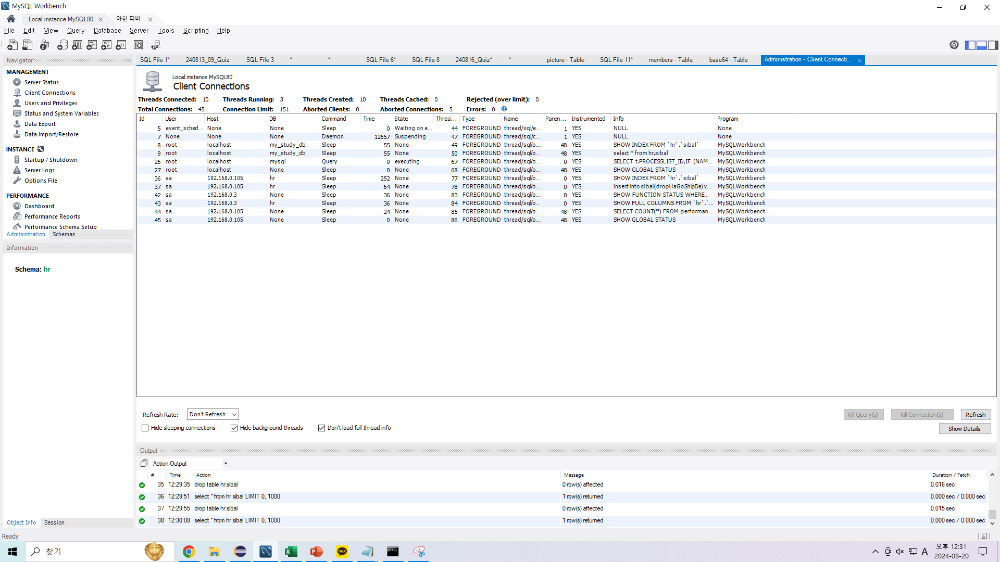 MySQL Workbench
Local instance MySQL80 아현 디비
File Edit View Query Database Server Tools Scripting Help
Navigator
MANAGEMENT
Server Status
Client Connections
Users and Privileges
Status and System Variables
Data Export
Data Import/Restore
INSTANCE
Startup / Shutdown
Server Logs
Options File
PERFORMANCE
Dashboard
Performance Reports
Performance Schema Setup
Administration Schemas
Information
Schema: hr
Object Info Session
SQL File 1* 240813_09_Quiz SQL File 3 * * SQL File 6* SQL File 8 240816_Quiz* * picture - Table SQL File 11* members - Table base64 - Table Administration - Client Connecti...
Local instance MySQL80
Client Connections
Threads Connected: 10 Threads Running: 3 Threads Created: 10 Threads Cached: 0 Rejected (over limit): 0
Total Connections: 45 Connection Limit: 151 Aborted Clients: 0 Aborted Connections: 5 Errors: 0
Id User Host DB Command Time State Threa... Type Name Paren... Instrumented Info Program
5 event_sched... None None Sleep 0 Waiting on e... 44 FOREGROUND thread/sql/e... 1 YES NULL None
7 None None None Daemon 12657 Suspending 47 FOREGROUND thread/sql/c... 1 YES NULL None
8 root localhost my_study_db Sleep 55 None 49 FOREGROUND thread/sql/o... 48 YES SHOW INDEX FROM `hr`.`sibal` MySQLWorkbench
9 root localhost my_study_db Sleep 55 None 50 FOREGROUND thread/sql/o... 48 YES select * from hr.sibal MySQLWorkbench
26 root localhost mysql Query 0 executing 67 FOREGROUND thread/sql/o... 0 YES SELECT t.PROCESSLIST_ID,IF (NAM... MySQLWorkbench
27 root localhost None Sleep 0 None 68 FOREGROUND thread/sql/o... 48 YES SHOW GLOBAL STATUS MySQLWorkbench
36 sa 192.168.0.105 hr Sleep 252 None 77 FOREGROUND thread/sql/o... 0 YES SHOW INDEX FROM `hr`.`sibal` MySQLWorkbench
37 sa 192.168.0.105 hr Sleep 64 None 78 FOREGROUND thread/sql/o... 0 YES insert into sibal(dropHaGoShipDa) v... MySQLWorkbench
42 sa 192.168.0.3 None Sleep 36 None 83 FOREGROUND thread/sql/o... 0 YES SHOW FUNCTION STATUS WHERE... MySQLWorkbench
43 sa 192.168.0.3 hr Sleep 36 None 84 FOREGROUND thread/sql/o... 0 YES SHOW FULL COLUMNS FROM `hr`.`... MySQLWorkbench
44 sa 192.168.0.105 None Sleep 24 None 85 FOREGROUND thread/sql/o... 48 YES SELECT COUNT(*) FROM performan... MySQLWorkbench
45 sa 192.168.0.105 None Sleep 0 None 86 FOREGROUND thread/sql/o... 48 YES SHOW GLOBAL STATUS MySQLWorkbench
Refresh Rate: Don't Refresh Kill Query(s) Kill Connection(s) Refresh
Hide sleeping connections Hide background threads Don't load full thread info Show Details
Output
Action Output
# Time Action Message Duration / Fetch
35 12:29:35 drop table hr.sibal 0 row(s) affected 0.016 sec
36 12:29:51 select * from hr.sibal LIMIT 0, 1000 1 row(s) returned 0.000 sec / 0.000 sec
37 12:29:55 drop table hr.sibal 0 row(s) affected 0.015 sec
38 12:30:08 select * from hr.sibal LIMIT 0, 1000 1 row(s) returned 0.000 sec / 0.000 sec
Ready
찾기 TALK A 오후 12:31
2024-08-20